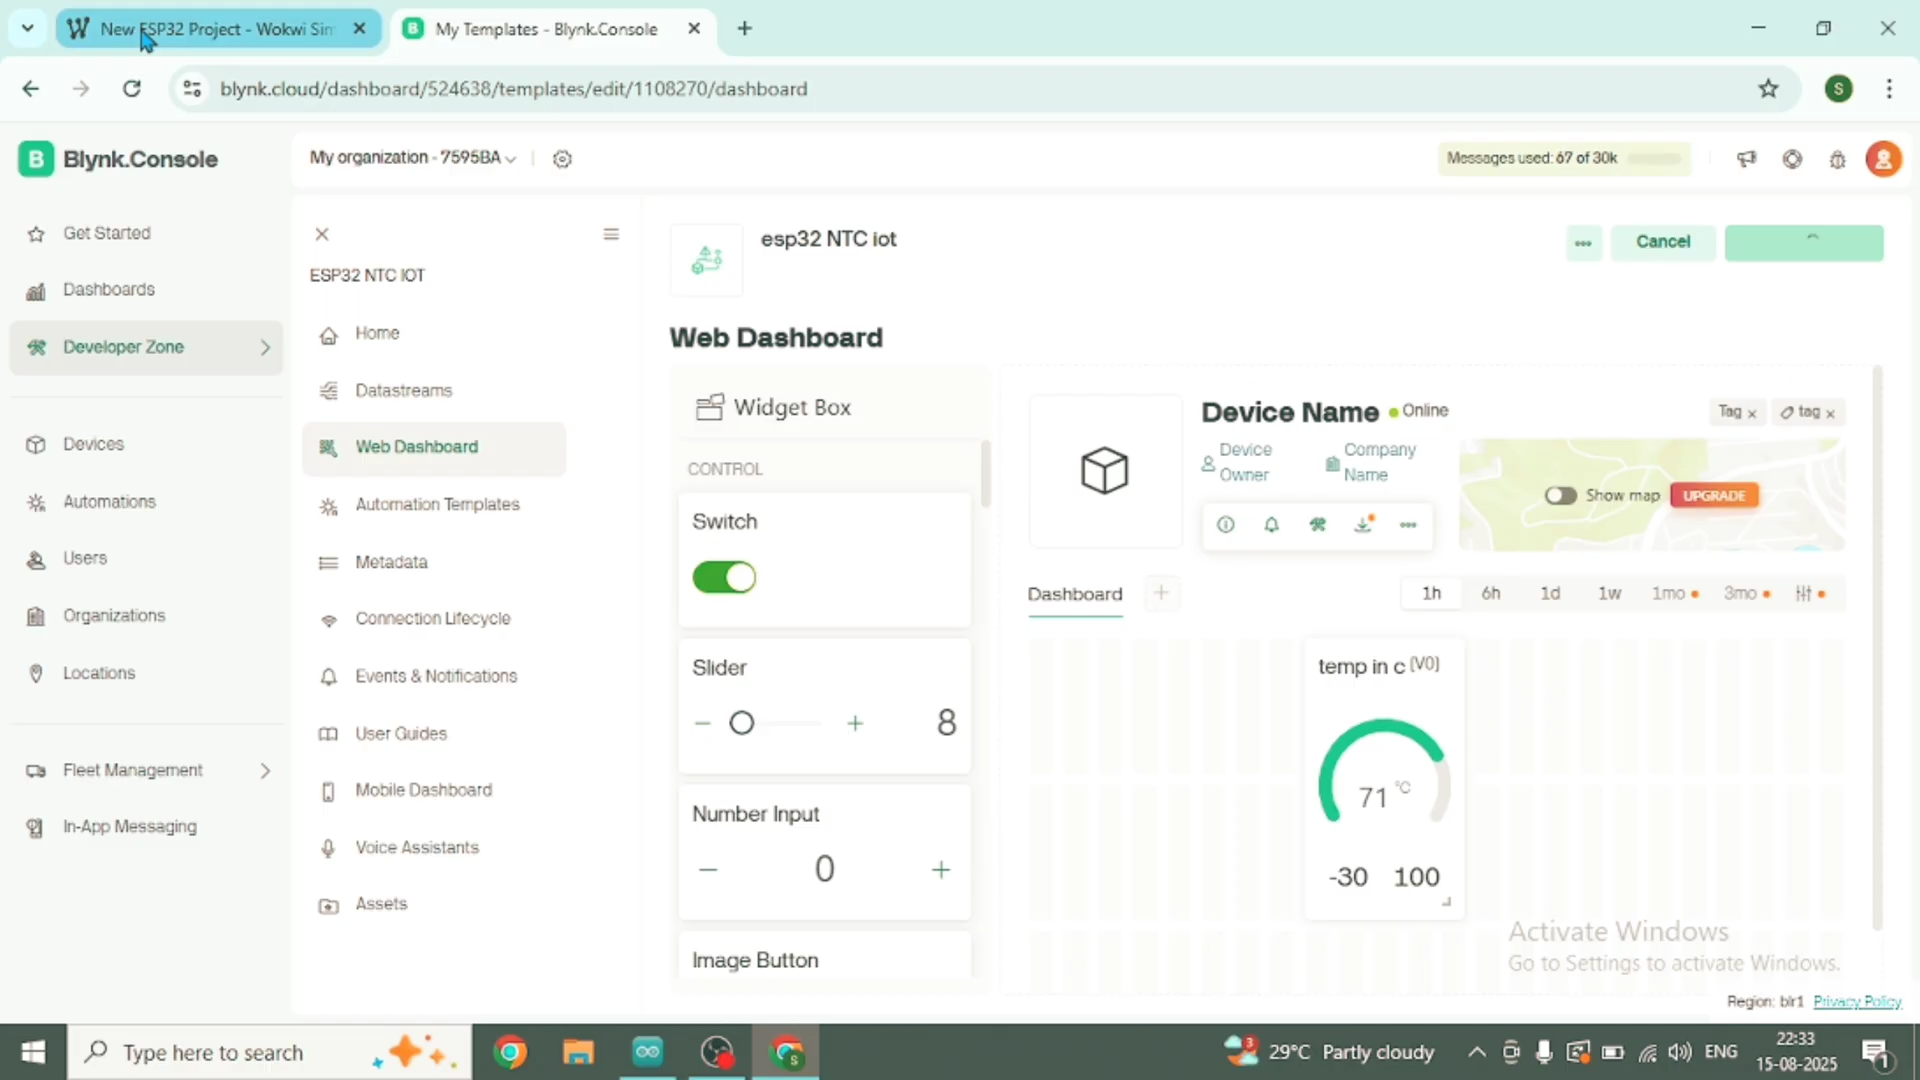 New ESP32 Project - Wokwi Sim
My Templates - Blynk.Console
blynk.cloud/dashboard/524638/templates/edit/1108270/dashboard
S
B Blynk.Console
My organization - 7595BA
Messages used: 67 of 30k
Get Started
Dashboards
Developer Zone
Devices
Automations
Users
Organizations
Locations
Fleet Management
In-App Messaging
ESP32 NTC IOT
Home
Datastreams
Web Dashboard
Automation Templates
Metadata
Connection Lifecycle
Events & Notifications
User Guides
Mobile Dashboard
Voice Assistants
Assets
esp32 NTC iot
Cancel
Web Dashboard
Widget Box
CONTROL
Switch
Slider
8
Number Input
0
Image Button
Device Name Online
Tag × tag ×
Device Owner
Company Name
Show map UPGRADE
Dashboard
1h 6h 1d 1w 1mo 3mo
temp in c (V0)
71 °C
-30 100
Activate Windows
Go to Settings to activate Windows.
Region: blr1 Privacy Policy
Type here to search
3
29°C Partly cloudy
ENG
22:33
15-08-2025
1